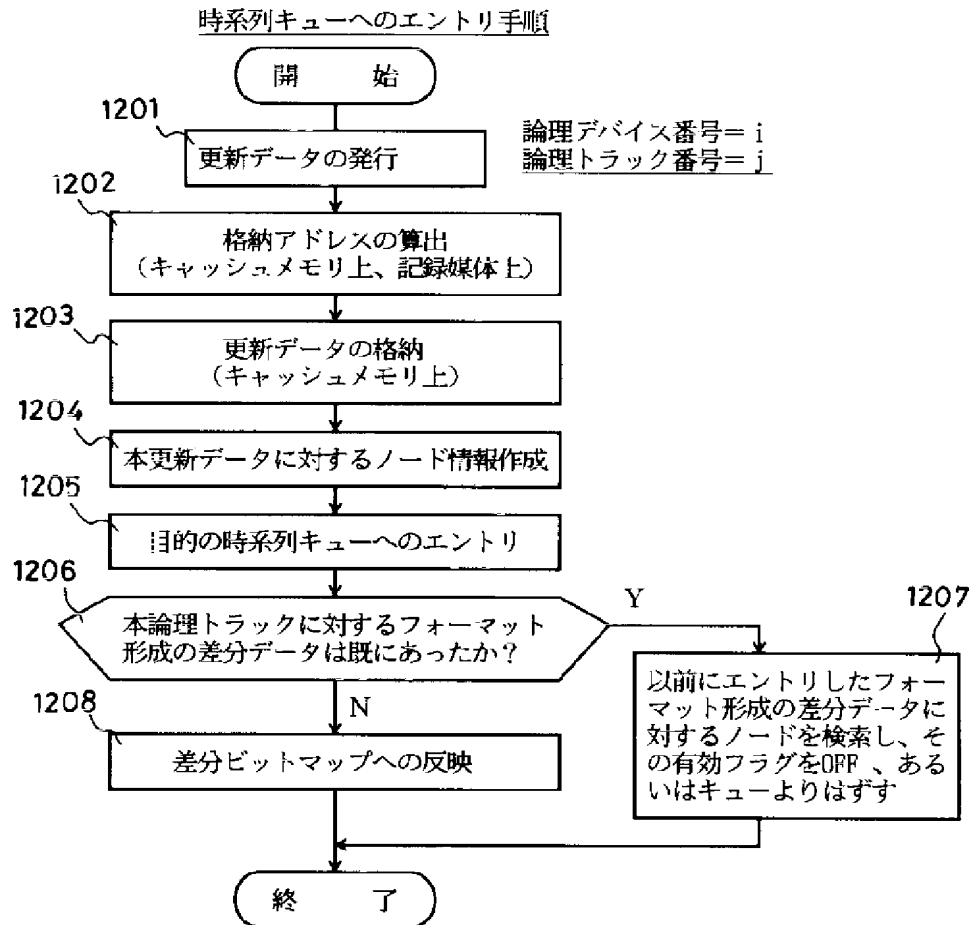 時系列キューへのエントリ手順
開 始
1201
更新データの発行
論理デバイス番号= i
論理トラック番号= j
1202
格納アドレスの算出
(キャッシュメモリ上、記録媒体上)
1203
更新データの格納
(キャッシュメモリ上)
1204
本更新データに対するノード情報作成
1205
目的の時系列キューへのエントリ
1206
本論理トラックに対するフォーマット
形成の差分データは既にあったか?
Y
1207
以前にエントリしたフォー
マット形成の差分データに
対するノードを検索し、そ
の有効フラグをOFF 、ある
いはキューよりはずす
N
1208
差分ビットマップへの反映
終 了